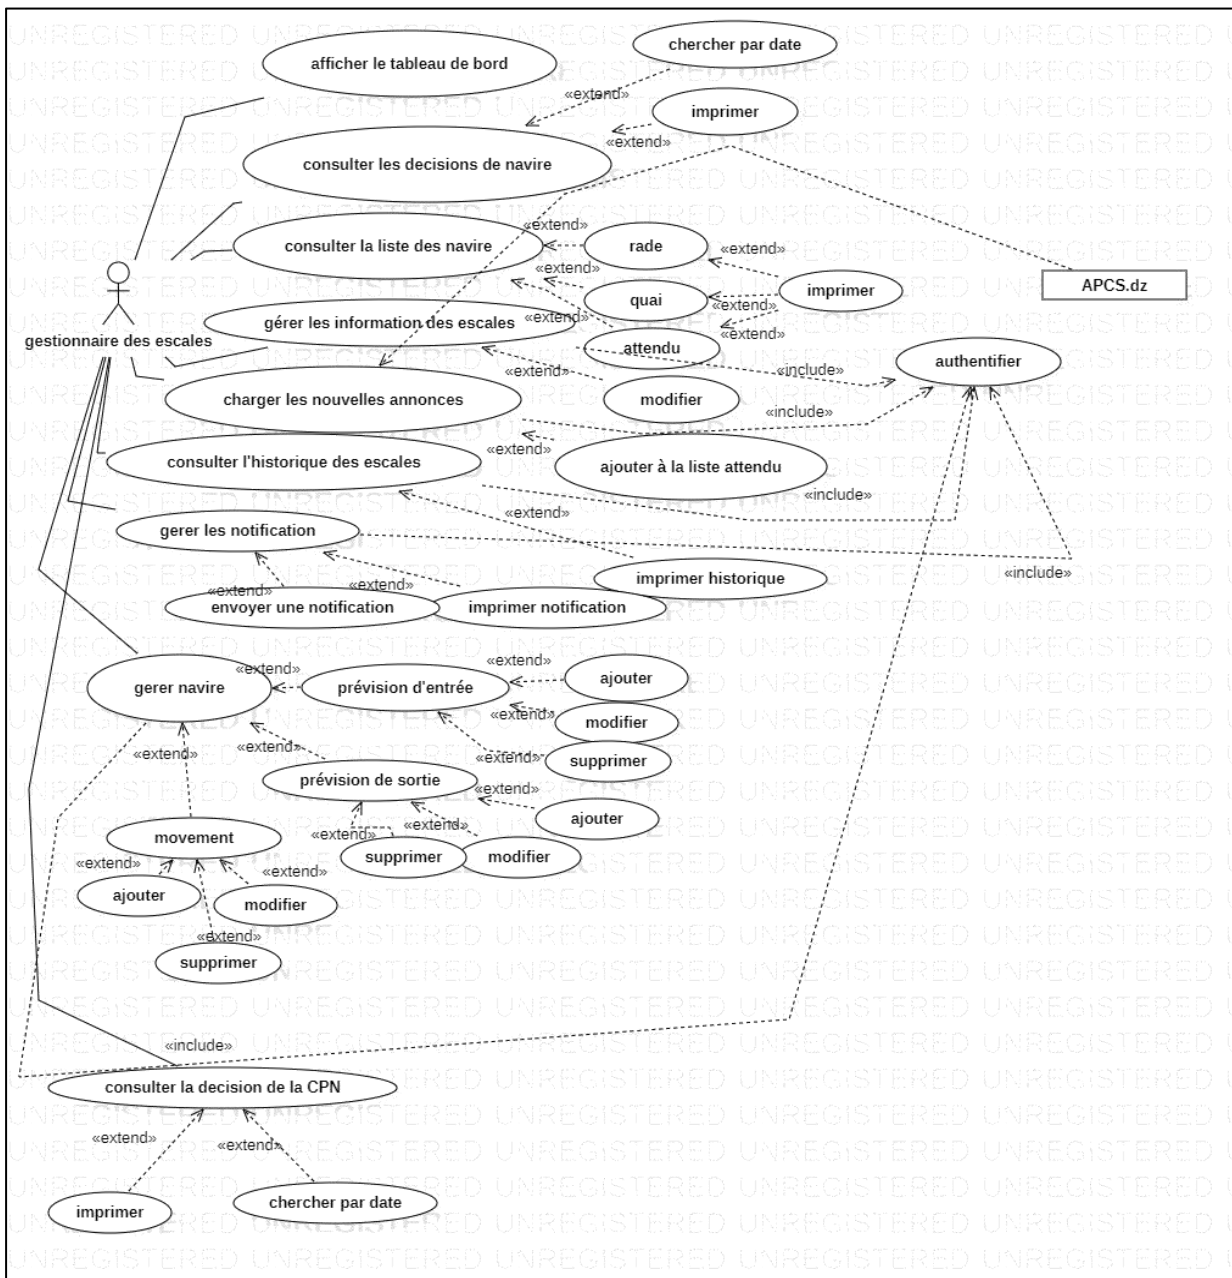 UNREGISTERED UNREGISTERED UNREGISTERED UNREGISTERED UNREGISTERED
chercher par date
afficher le tableau de bord
«extend»
imprimer
«extend»
consulter les decisions de navire
«extend»
consulter la liste des navire
rade
«extend»
«extend»
APCS.dz
imprimer
quai
«extend»
gérer les information des escales
«extend»
«extend»
gestionnaire des escales
attendu
authentifier
«extend»
«include»
modifier
charger les nouvelles annonces
«include»
«extend»
consulter l'historique des escales
ajouter à la liste attendu
«include»
«extend»
gerer les notification
«include»
imprimer historique
«extend»
«extend»
envoyer une notification
imprimer notification
«extend»
«extend»
ajouter
gerer navire
prévision d'entrée
«extend»
modifier
«extend»
«extend»
«extend»
supprimer
prévision de sortie
«extend»
ajouter
«extend»
«extend»
movement
supprimer
modifier
«extend»
«extend»
ajouter
modifier
«extend»
supprimer
«include»
consulter la decision de la CPN
«extend»
«extend»
chercher par date
imprimer